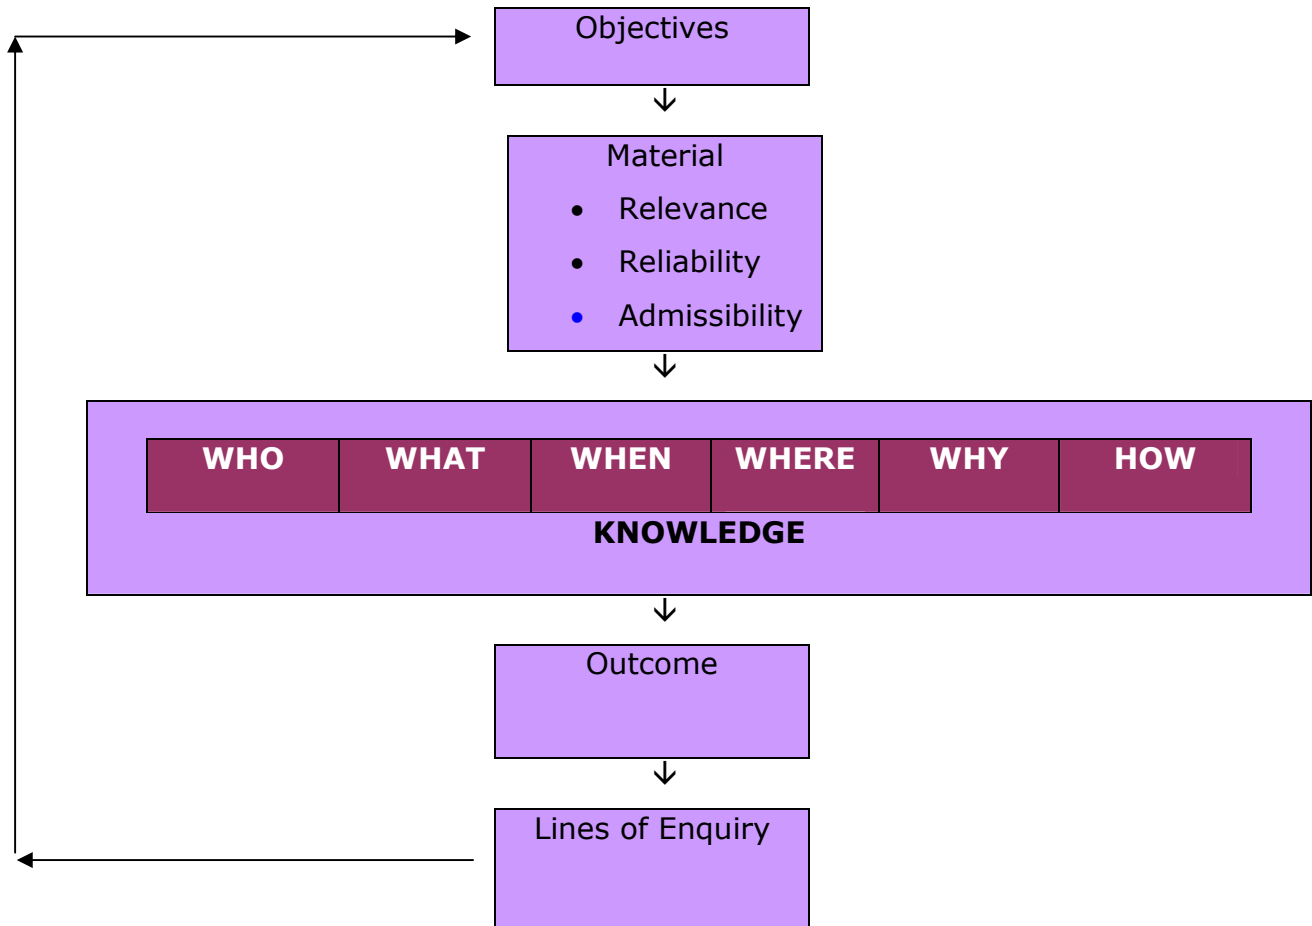 Objectives
Material
• Relevance
• Reliability
• Admissibility
WHO WHAT WHEN WHERE WHY HOW
KNOWLEDGE
Outcome
Lines of Enquiry